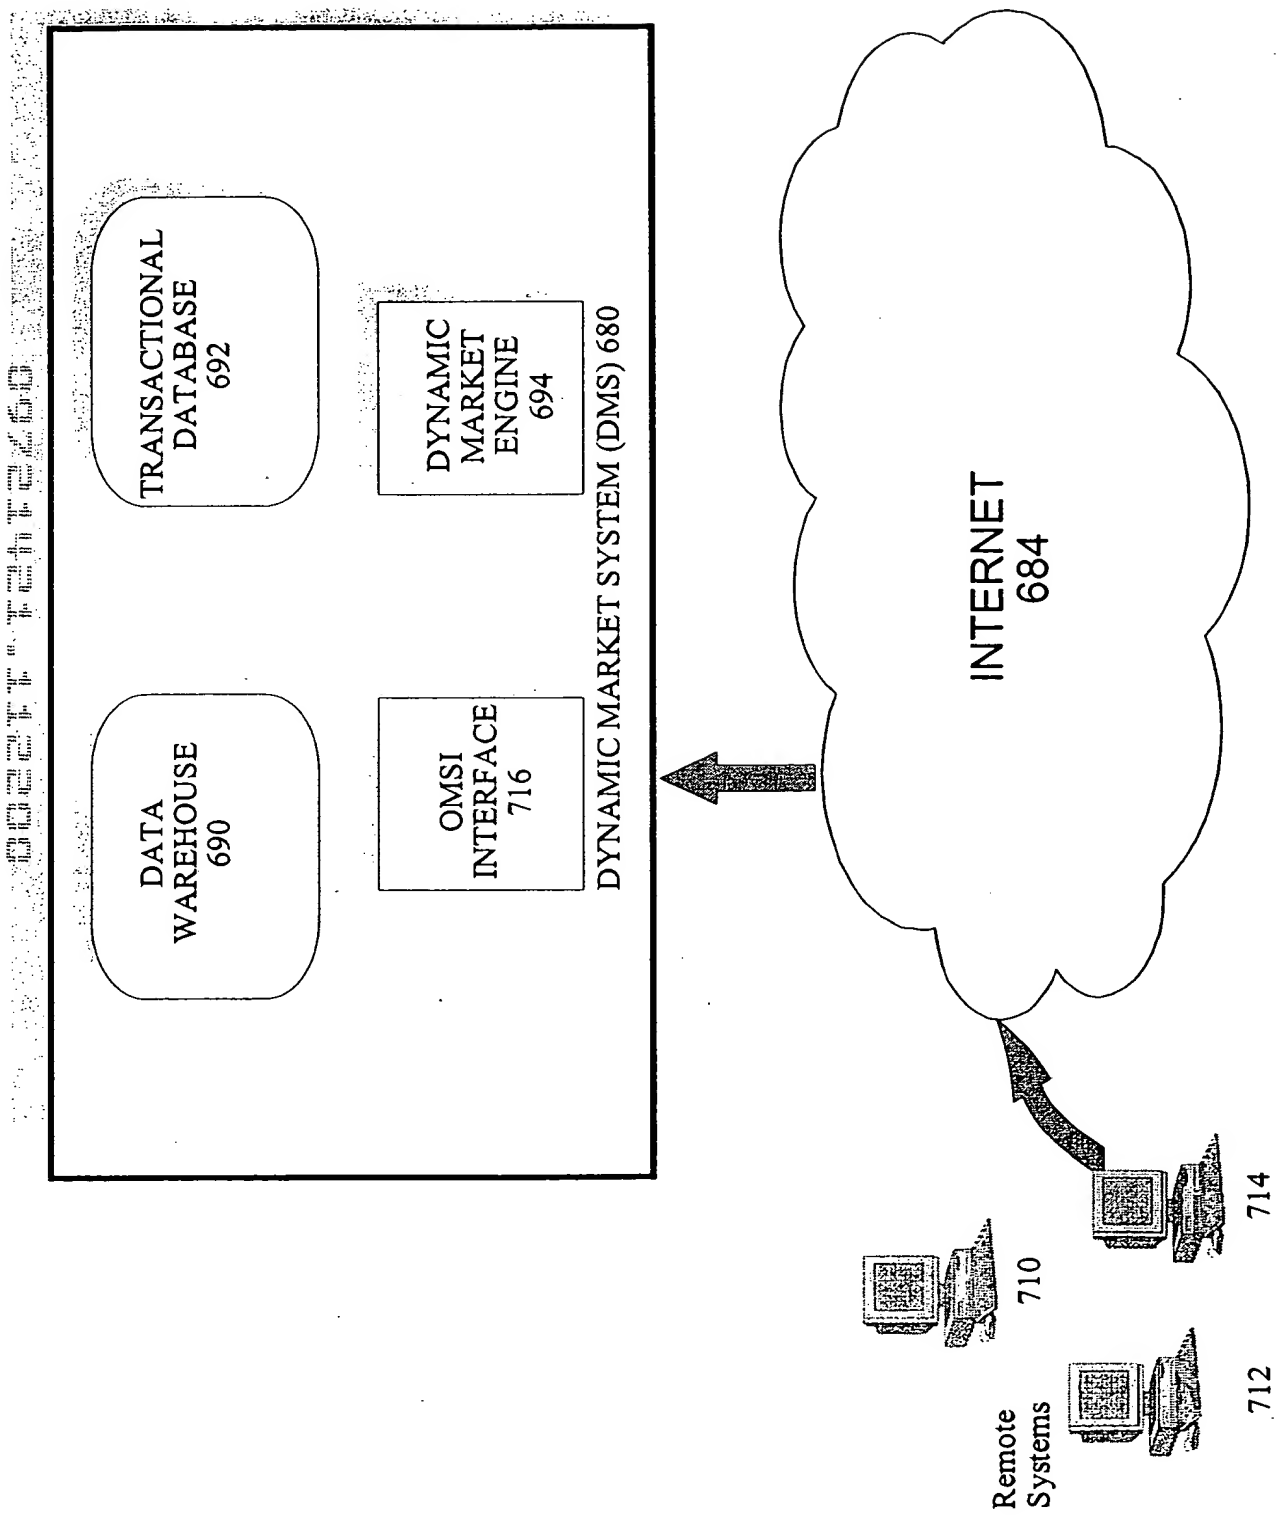 DATA
WAREHOUSE
690
TRANSACTIONAL
DATABASE
692
OMSI
INTERFACE
716
DYNAMIC
MARKET
ENGINE
694
DYNAMIC MARKET SYSTEM (DMS) 680
INTERNET
684
710
Remote
Systems
712
714